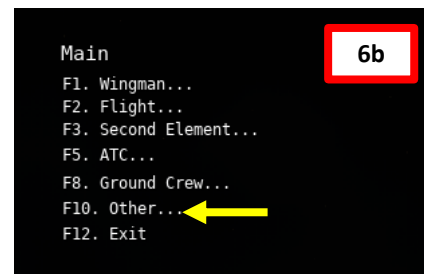 Main
6b
F1. Wingman...
F2. Flight...
F3. Second Element...
F5. ATC...
F8. Ground Crew...
F10. Other...
F12. Exit